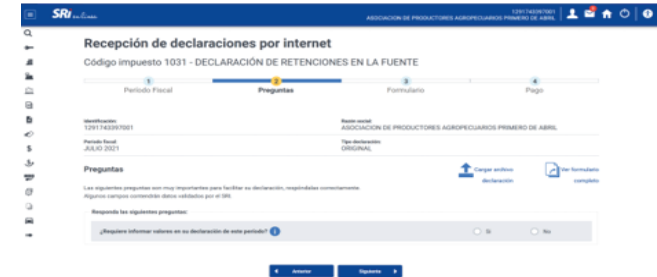 SRi en línea
1291743397001
ASOCIACION DE PRODUCTORES AGROPECUARIOS PRIMERO DE ABRIL
Recepción de declaraciones por internet
Código impuesto 1031 - DECLARACIÓN DE RETENCIONES EN LA FUENTE
1 2 3 4
Período Fiscal Preguntas Formulario Pago
Identificación: Razón social:
1291743397001 ASOCIACION DE PRODUCTORES AGROPECUARIOS PRIMERO DE ABRIL
Período fiscal: Tipo declaración:
JULIO 2021 ORIGINAL
Preguntas
Cargar archivo declaración
Ver formulario completo
Las siguientes preguntas son muy importantes para facilitar su declaración, respóndalas correctamente.
Algunos campos contendrán datos validados por el SRI.
Responda las siguientes preguntas:
¿Requiere informar valores en su declaración de este periodo? Si No
Anterior Siguiente